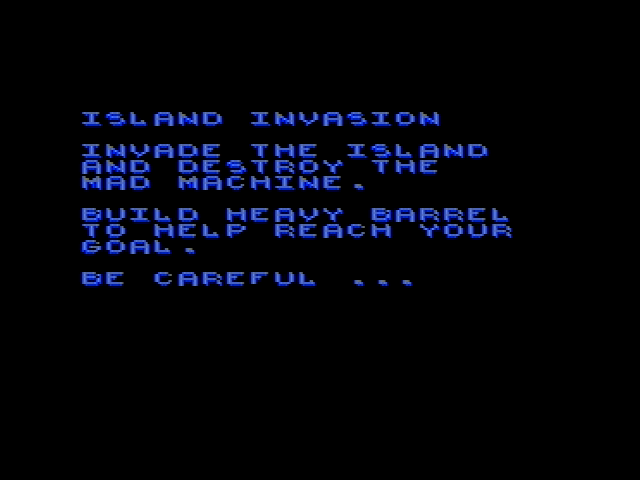 ISLAND INVASION
INVADE THE ISLAND
AND DESTROY THE
MAD MACHINE.
BUILD HEAVY BARREL
TO HELP REACH YOUR
GOAL.
BE CAREFUL ...